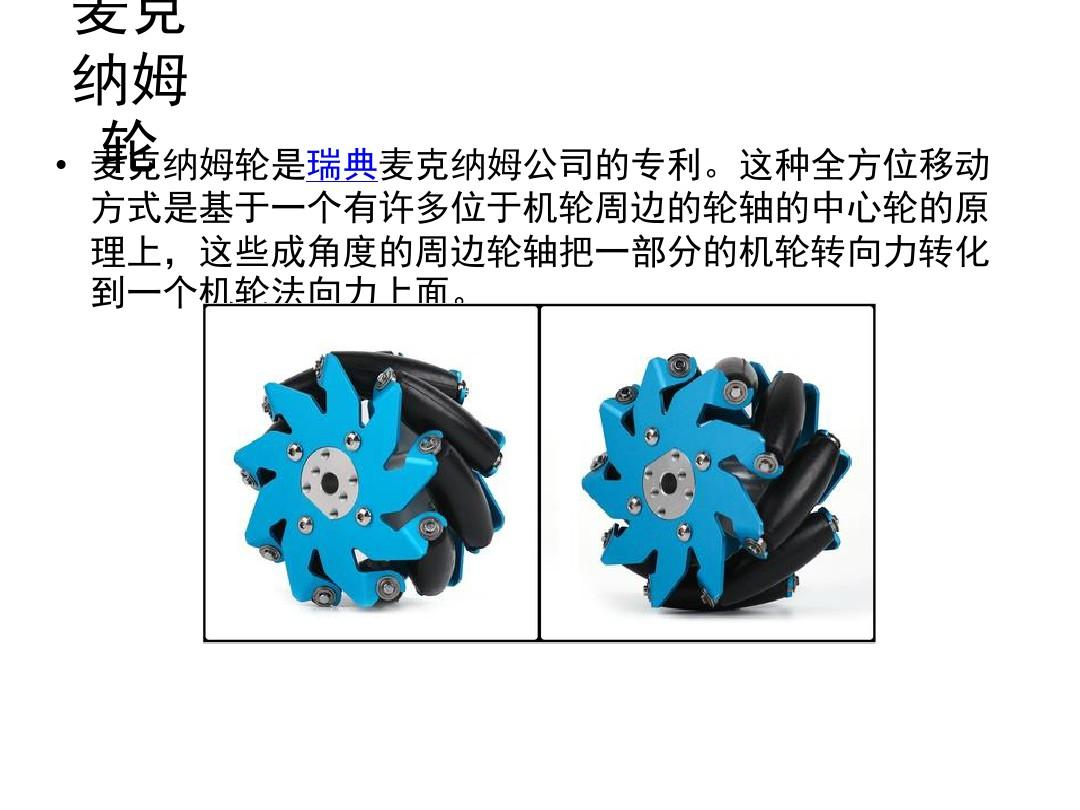 麦克
纳姆
轮
• 麦克纳姆轮是瑞典麦克纳姆公司的专利。这种全方位移动
方式是基于一个有许多位于机轮周边的轮轴的中心轮的原
理上，这些成角度的周边轮轴把一部分的机轮转向力转化
到一个机轮法向力上面。